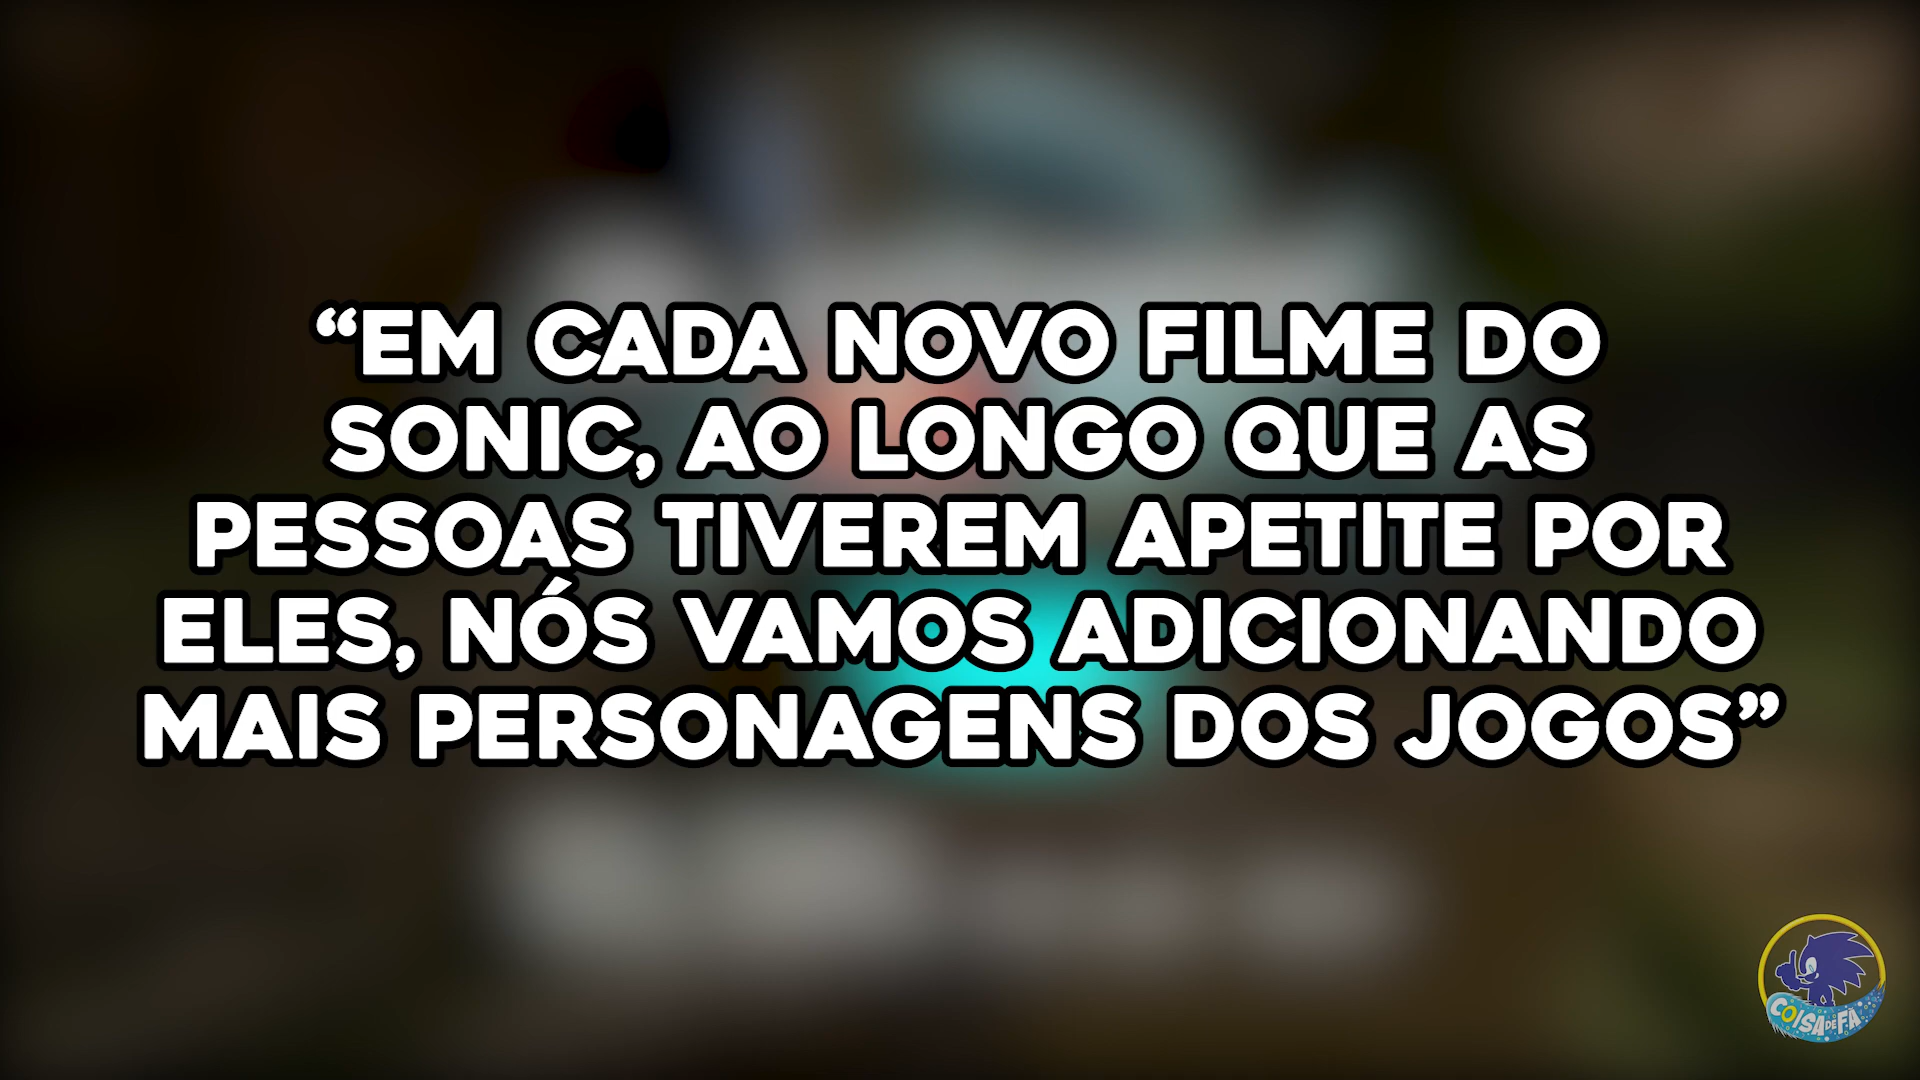 “EM CADA NOVO FILME DO
SONIC, AO LONGO QUE AS
PESSOAS TIVEREM APETITE POR
ELES, NÓS VAMOS ADICIONANDO
MAIS PERSONAGENS DOS JOGOS”
COISA DE FÃ